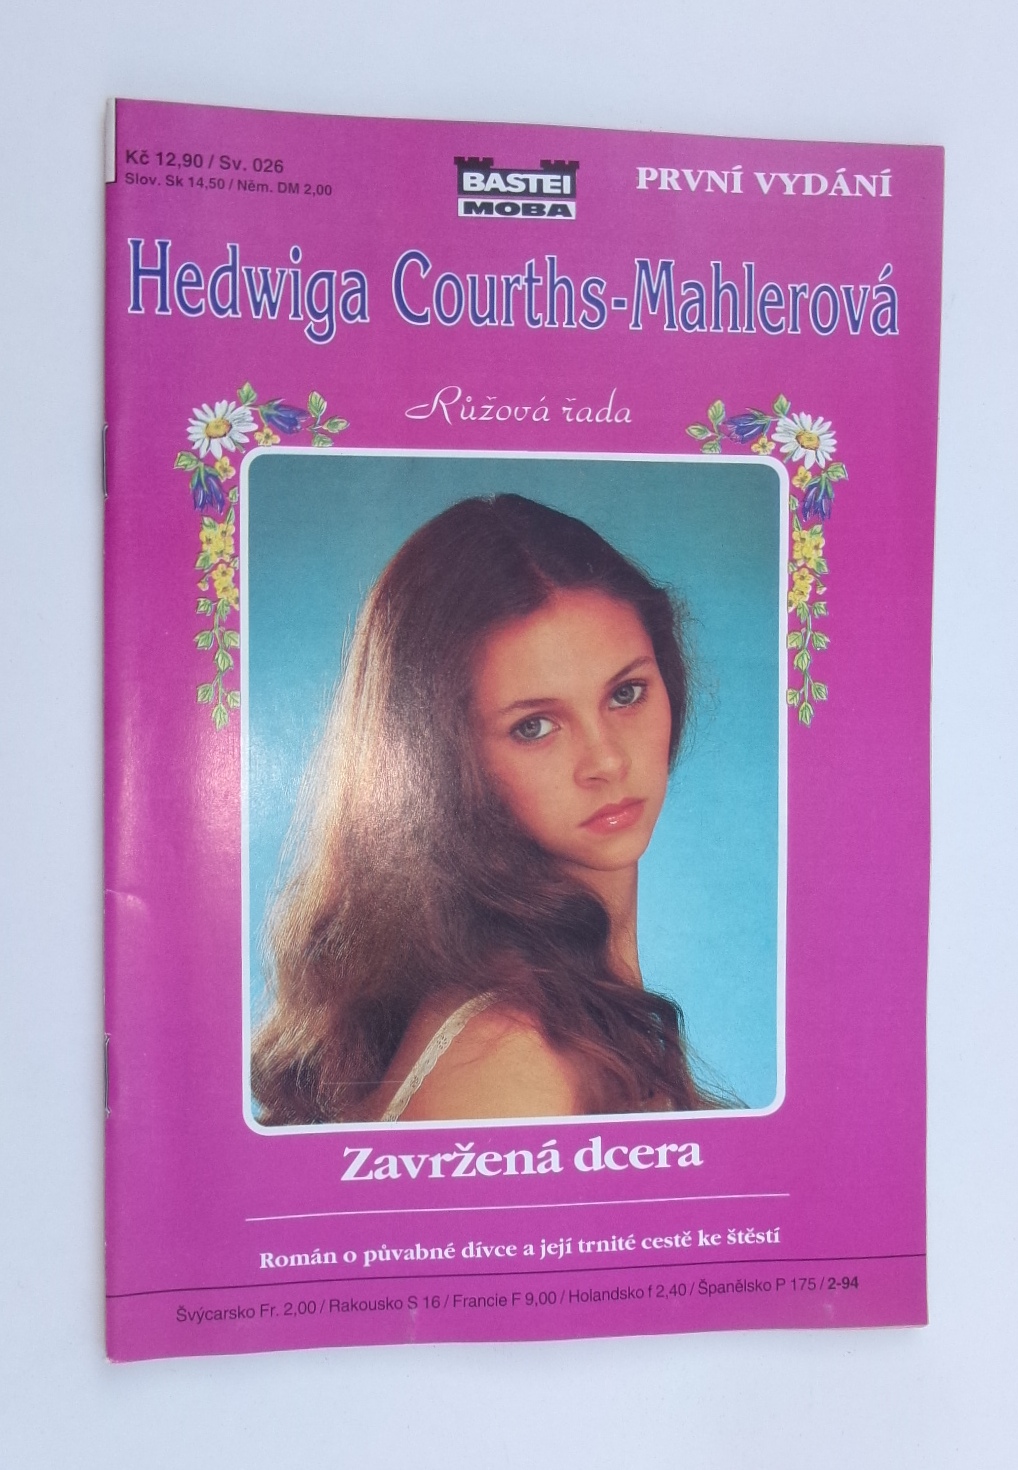 Kč 12,90 / Sv. 026
Slov. Sk 14,50 / Něm. DM 2,00
BASTEI
MOBA
PRVNÍ VYDÁNÍ
Hedwiga Courths-Mahlerová
Růžová řada
Zavržená dcera
Román o půvabné dívce a její trnité cestě ke štěstí
Švýcarsko Fr. 2,00 / Rakousko S 16 / Francie F 9,00 / Holandsko f 2,40 / Španělsko P 175 / 2-94